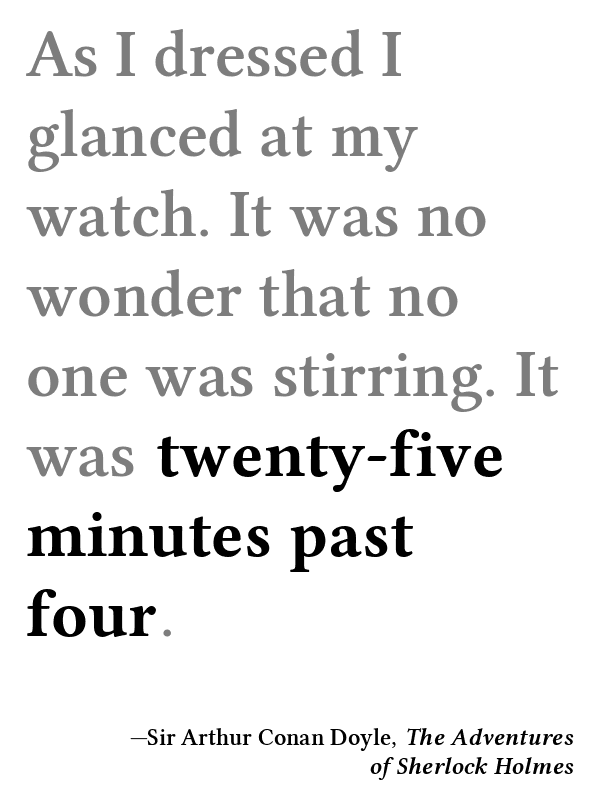 As I dressed I
glanced at my
watch. It was no
wonder that no
one was stirring. It
was twenty-five
minutes past
four.
—Sir Arthur Conan Doyle, The Adventures
of Sherlock Holmes